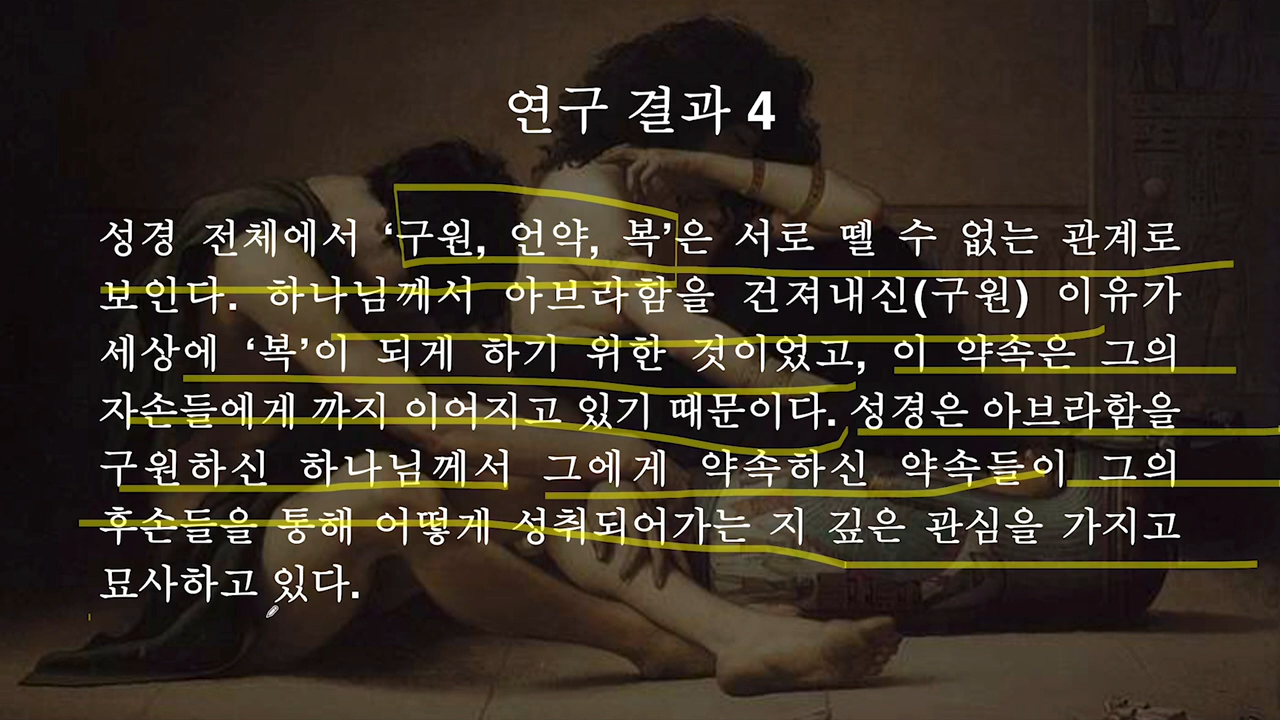 연구 결과 4
성경 전체에서 ‘구원, 언약, 복’은 서로 뗄 수 없는 관계로
보인다. 하나님께서 아브라함을 건져내신(구원) 이유가
세상에 ‘복’이 되게 하기 위한 것이었고, 이 약속은 그의
자손들에게 까지 이어지고 있기 때문이다. 성경은 아브라함을
구원하신 하나님께서 그에게 약속하신 약속들이 그의
후손들을 통해 어떻게 성취되어가는 지 깊은 관심을 가지고
묘사하고 있다.